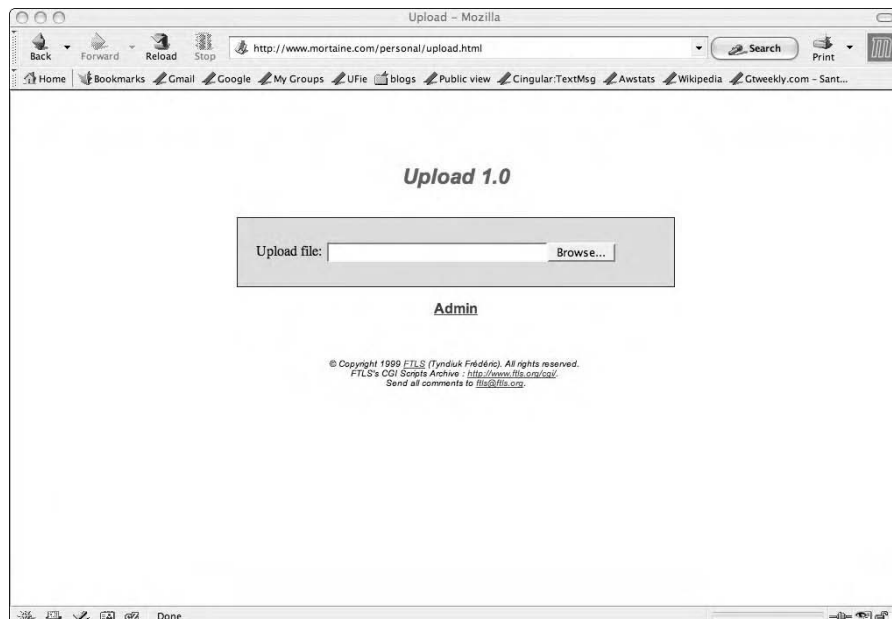 Upload – Mozilla
Back Forward Reload Stop http://www.mortaine.com/personal/upload.html Search Print
Home Bookmarks Gmail Google My Groups UFie blogs Public view Cingular:TextMsg Awstats Wikipedia Gtweekly.com – Sant...
Upload 1.0
Upload file: Browse...
Admin
© Copyright 1999 FTLS (Tyndiuk Frédéric). All rights reserved.
FTLS's CGI Scripts Archive : http://www.ftls.org/cgi/.
Send all comments to ftls@ftls.org.
Done